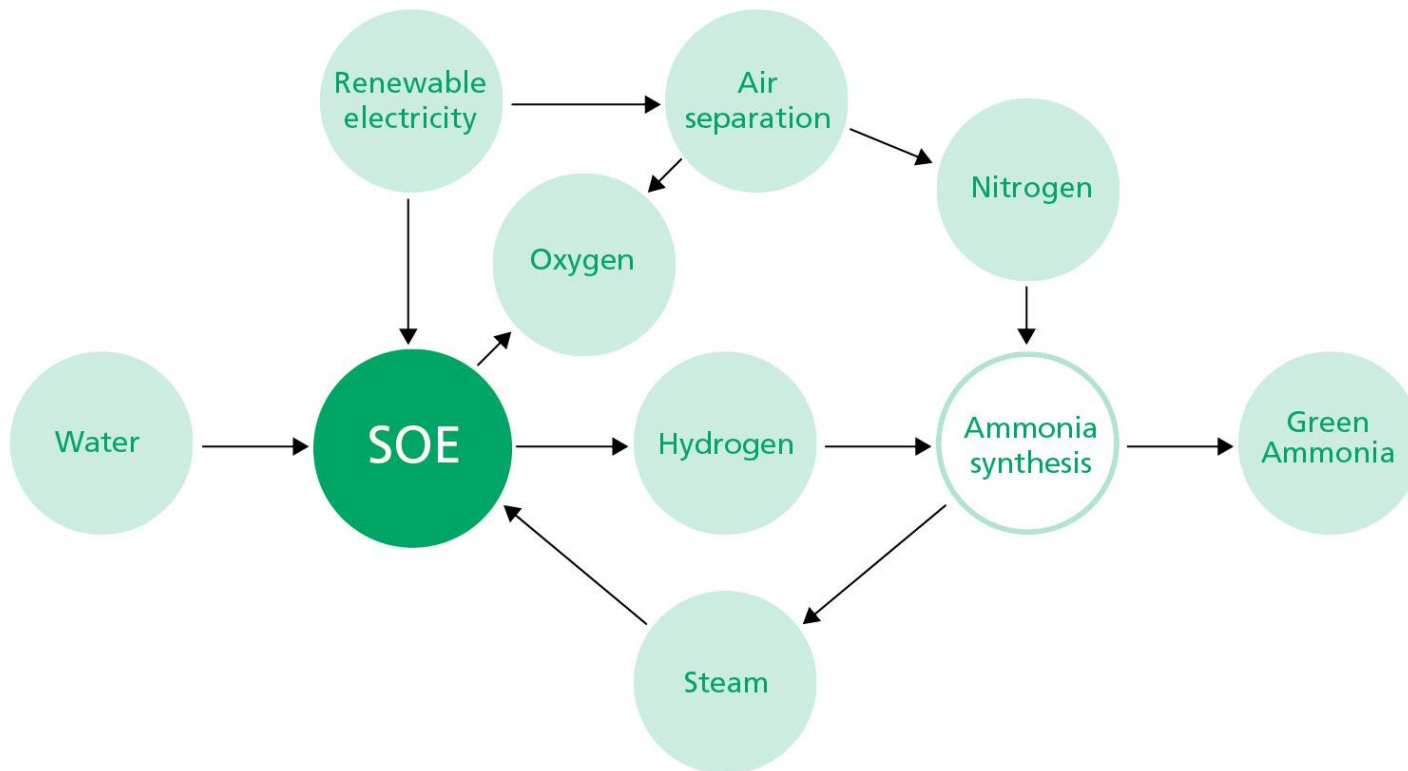 Renewable
electricity
Air
separation
Nitrogen
Oxygen
Water
SOE
Hydrogen
Ammonia
synthesis
Green
Ammonia
Steam